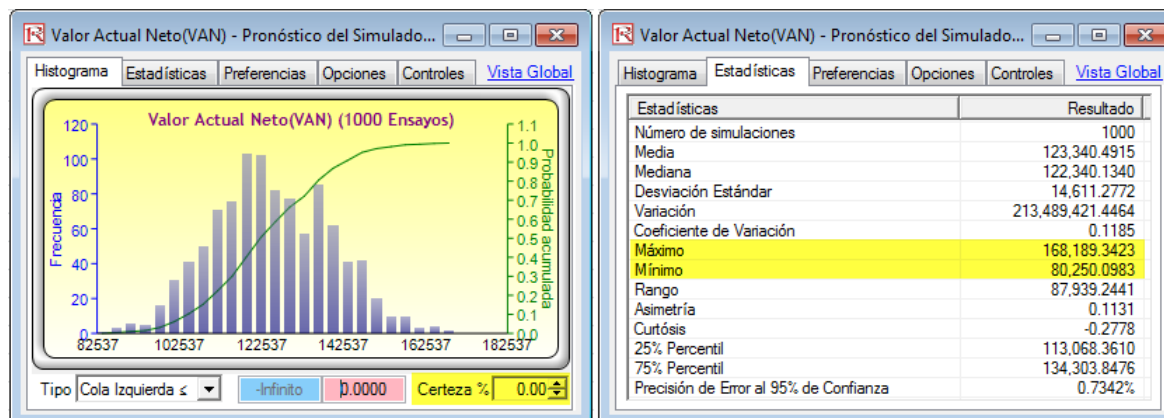 Valor Actual Neto(VAN) - Pronóstico del Simulado...
Histograma Estadísticas Preferencias Opciones Controles Vista Global
Valor Actual Neto(VAN) (1000 Ensayos)
Frecuencia
120
100
80
60
40
20
0
1.1
1.0
0.9
0.8
0.7
0.6
0.5
0.4
0.3
0.2
0.1
0.0
Probabilidad acumulada
82537 102537 122537 142537 162537 182537
Tipo Cola Izquierda ≤ -Infinito 0.0000 Certeza % 0.00
Valor Actual Neto(VAN) - Pronóstico del Simulado...
Histograma Estadísticas Preferencias Opciones Controles Vista Global
Estadísticas Resultado
Número de simulaciones 1000
Media 123,340.4915
Mediana 122,340.1340
Desviación Estándar 14,611.2772
Variación 213,489,421.4464
Coeficiente de Variación 0.1185
Máximo 168,189.3423
Mínimo 80,250.0983
Rango 87,939.2441
Asimetría 0.1131
Curtósis -0.2778
25% Percentil 113,068.3610
75% Percentil 134,303.8476
Precisión de Error al 95% de Confianza 0.7342%